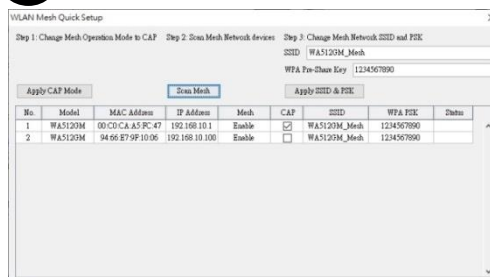 WLAN Mesh Quick Setup
Step 1: Change Mesh Operation Mode to CAP Step 2: Scan Mesh Network devices Step 3: Change Mesh Network SSID and PSK
SSID WA512GM_Mesh
WPA Pre-Share Key 1234567890
Apply CAP Mode Scan Mesh Apply SSID & PSK
No. Model MAC Address IP Address Mesh CAP SSID WPA PSK Status
1 WA512GM 00:C0:CA:A5:FC:47 192.168.10.1 Enable WA512GM_Mesh 1234567890
2 WA512GM 94:66:E7:9F:10:06 192.168.10.100 Enable WA512GM_Mesh 1234567890